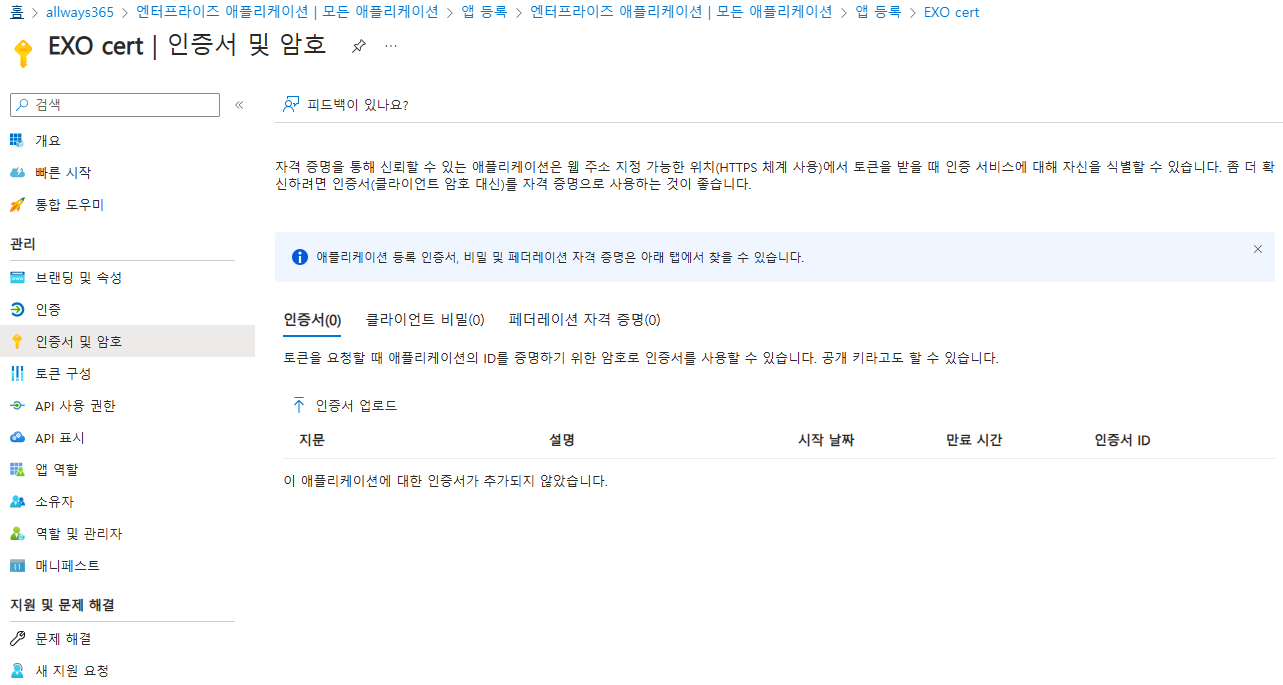 홈 > allways365 > 엔터프라이즈 애플리케이션 | 모든 애플리케이션 > 앱 등록 > 엔터프라이즈 애플리케이션 | 모든 애플리케이션 > 앱 등록 > EXO cert
EXO cert | 인증서 및 암호
검색
피드백이 있나요?
개요
빠른 시작
통합 도우미
관리
브랜딩 및 속성
인증
인증서 및 암호
토큰 구성
API 사용 권한
API 표시
앱 역할
소유자
역할 및 관리자
매니페스트
지원 및 문제 해결
문제 해결
새 지원 요청
자격 증명을 통해 신뢰할 수 있는 애플리케이션은 웹 주소 지정 가능한 위치(HTTPS 체계 사용)에서 토큰을 받을 때 인증 서비스에 대해 자신을 식별할 수 있습니다. 좀 더 확
신하려면 인증서(클라이언트 암호 대신)를 자격 증명으로 사용하는 것이 좋습니다.
애플리케이션 등록 인증서, 비밀 및 페더레이션 자격 증명은 아래 탭에서 찾을 수 있습니다.
인증서(0) 클라이언트 비밀(0) 페더레이션 자격 증명(0)
토큰을 요청할 때 애플리케이션의 ID를 증명하기 위한 암호로 인증서를 사용할 수 있습니다. 공개 키라고도 할 수 있습니다.
인증서 업로드
지문 설명 시작 날짜 만료 시간 인증서 ID
이 애플리케이션에 대한 인증서가 추가되지 않았습니다.